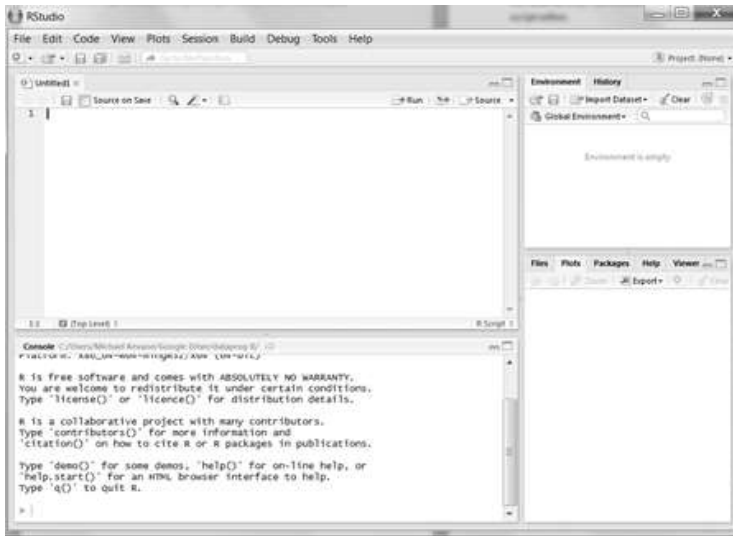 RStudio
File Edit Code View Plots Session Build Debug Tools Help
Project: (None)
Untitled1
Source on Save
Run
Source
1
1:1
(Top Level)
R Script
Console
R is free software and comes with ABSOLUTELY NO WARRANTY.
You are welcome to redistribute it under certain conditions.
Type 'license()' or 'licence()' for distribution details.
R is a collaborative project with many contributors.
Type 'contributors()' for more information and
'citation()' on how to cite R or R packages in publications.
Type 'demo()' for some demos, 'help()' for on-line help, or
'help.start()' for an HTML browser interface to help.
Type 'q()' to quit R.
>
Environment History
Import Dataset Clear
Global Environment
Environment is empty
Files Plots Packages Help Viewer
Zoom Export Clear